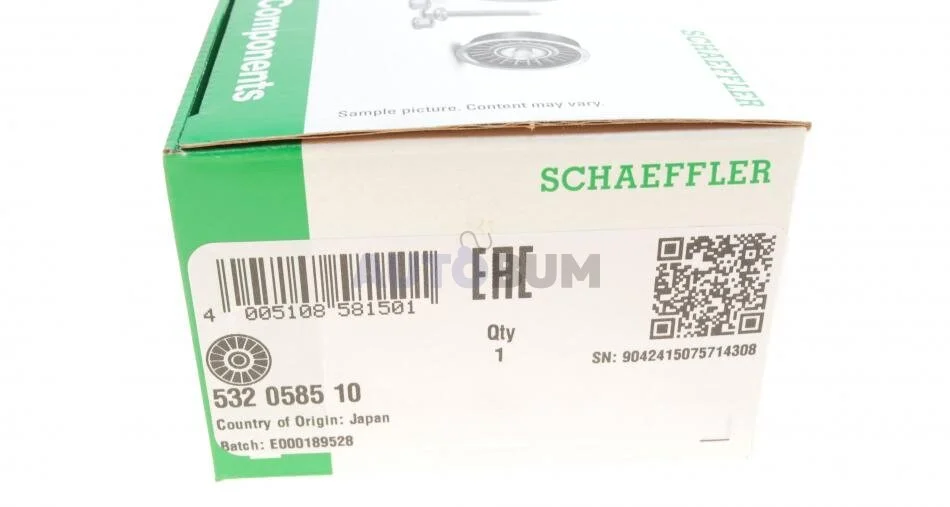 Components
SCHAEFFLER
Sample picture. Content may vary.
SCHAEFFLER
AVTOBUM
EAC
4 005108 581501
Qty
1
SN: 9042415075714308
532 0585 10
Country of Origin: Japan
Batch: E000189528